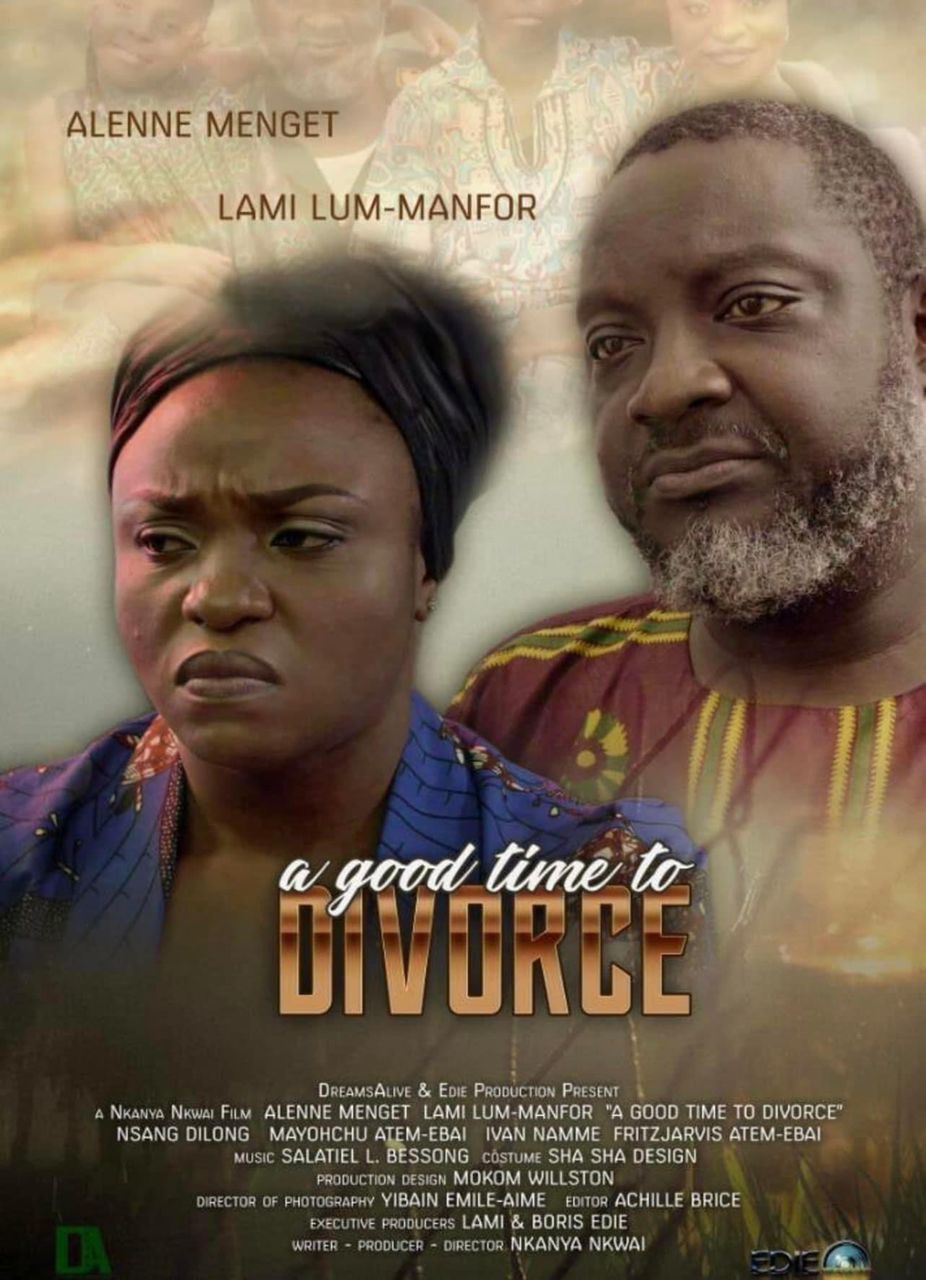 ALENNE MENGET
LAMI LUM-MANFOR
a good time to
DIVORCE
DREAMSALIVE & EDIE PRODUCTION PRESENT
A NKANYA NKWAI FILM ALENNE MENGET LAMI LUM-MANFOR "A GOOD TIME TO DIVORCE"
NSANG DILONG MAYOHCHU ATEM-EBAI IVAN NAMME FRITZJARVIS ATEM-EBAI
MUSIC SALATIEL L. BESSONG CÔSTUME SHA SHA DESIGN
PRODUCTION DESIGN MOKOM WILLSTON
DIRECTOR OF PHOTOGRAPHY YIBAIN EMILE-AIME EDITOR ACHILLE BRICE
EXECUTIVE PRODUCERS LAMI & BORIS EDIE
WRITER - PRODUCER - DIRECTOR NKANYA NKWAI
DA
EDIE